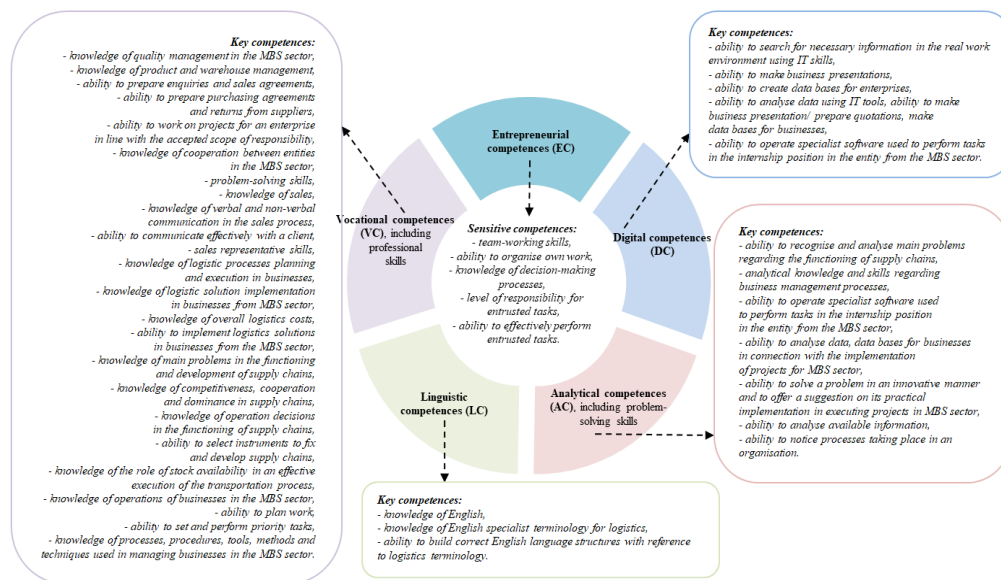 Key competences:
- knowledge of quality management in the MBS sector,
- knowledge of product and warehouse management,
- ability to prepare enquiries and sales agreements
- ability to prepare purchasing agreements
and returns from suppliers,
- ability to work on projects for an enterprise
in line with the accepted scope of responsibility,
- knowledge of cooperation between entities
in the MBS sector,
- problem-solving skills,
- knowledge of sales,
- knowledge of verbal and non-verbal
communication in the sales process,
- ability to communicate effectively with a client,
- sales representative skills,
- knowledge of logistic processes planning
and execution in businesses,
- knowledge of logistic solution implementation
in businesses from MBS sector,
- knowledge of overall logistics costs,
- ability to implement logistics solutions
in businesses from the MBS sector,
- knowledge of main problems in the functioning
and development of supply chains,
- knowledge of competitiveness, cooperation
and dominance in supply chains,
- knowledge of operation decisions
in the functioning of supply chains,
- ability to select instruments to fix
and develop supply chains,
- knowledge of the role of stock availability in an effective
execution of the transportation process,
- knowledge of operations of businesses in the MBS sector,
- ability to plan work,
- ability to set and perform priority tasks,
- knowledge of processes, procedures, tools, methods and
techniques used in managing businesses in the MBS sector.
Entrepreneurial
competences (EC)
Vocational competences
(VC), including
professional
skills
Sensitive competences:
- team-working skills,
- ability to organise own work,
- knowledge of decision-making
processes,
- level of responsibility for
entrusted tasks,
- ability to effectively perform
entrusted tasks.
Digital competences
(DC)
Linguistic
competences (LC)
Analytical competences
(AC), including problem-
solving skills
Key competences:
- ability to search for necessary information in the real work
environment using IT skills,
- ability to make business presentations,
- ability to create data bases for enterprises,
- ability to analyse data using IT tools, ability to make
business presentation/ prepare quotations, make
data bases for businesses,
- ability to operate specialist software used to perform tasks
in the internship position in the entity from the MBS sector.
Key competences:
- ability to recognise and analyse main problems
regarding the functioning of supply chains,
- analytical knowledge and skills regarding
business management processes,
- ability to operate specialist software used
to perform tasks in the internship position
in the entity from the MBS sector,
- ability to analyse data, data bases for businesses
in connection with the implementation
of projects for MBS sector,
- ability to solve a problem in an innovative manner
and to offer a suggestion on its practical
implementation in executing projects in MBS sector,
- ability to analyse available information,
- ability to notice processes taking place in an
organisation.
Key competences:
- knowledge of English,
- knowledge of English specialist terminology for logistics,
- ability to build correct English language structures with reference
to logistics terminology.